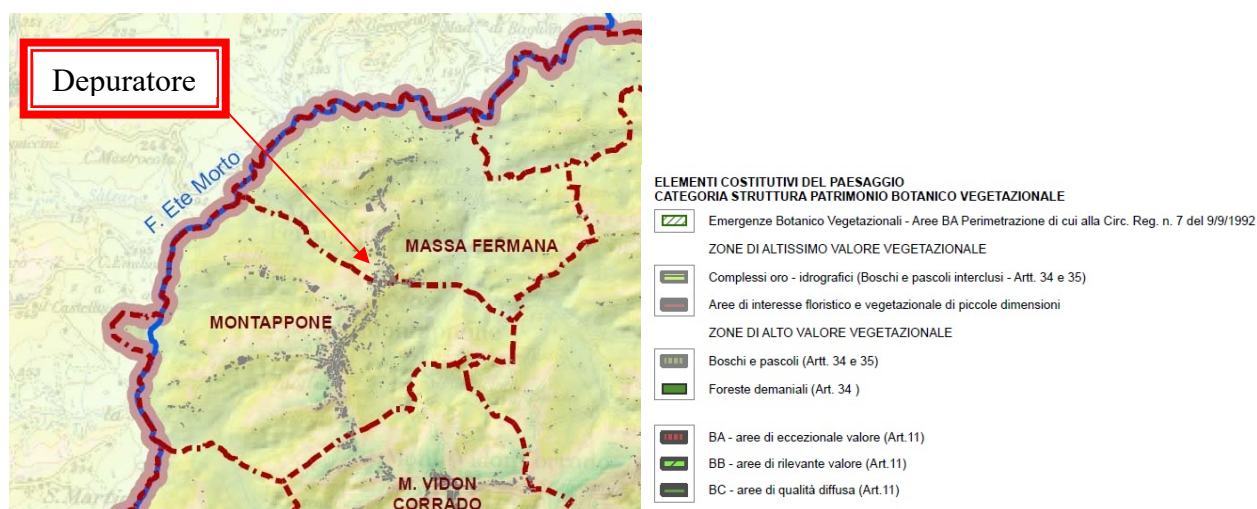 Depuratore
F. Ete Morto
MASSA FERMANA
MONTAPPONE
M. VIDON
CORRADO
ELEMENTI COSTITUTIVI DEL PAESAGGIO
CATEGORIA STRUTTURA PATRIMONIO BOTANICO VEGETAZIONALE
Emergenze Botanico Vegetazionali - Aree BA Perimetrazione di cui alla Circ. Reg. n. 7 del 9/9/1992
ZONE DI ALTISSIMO VALORE VEGETAZIONALE
Complessi oro - idrografici (Boschi e pascoli interclusi - Artt. 34 e 35)
Aree di interesse floristico e vegetazionale di piccole dimensioni
ZONE DI ALTO VALORE VEGETAZIONALE
Boschi e pascoli (Artt. 34 e 35)
Foreste demaniali (Art. 34 )
BA - aree di eccezionale valore (Art.11)
BB - aree di rilevante valore (Art.11)
BC - aree di qualità diffusa (Art.11)